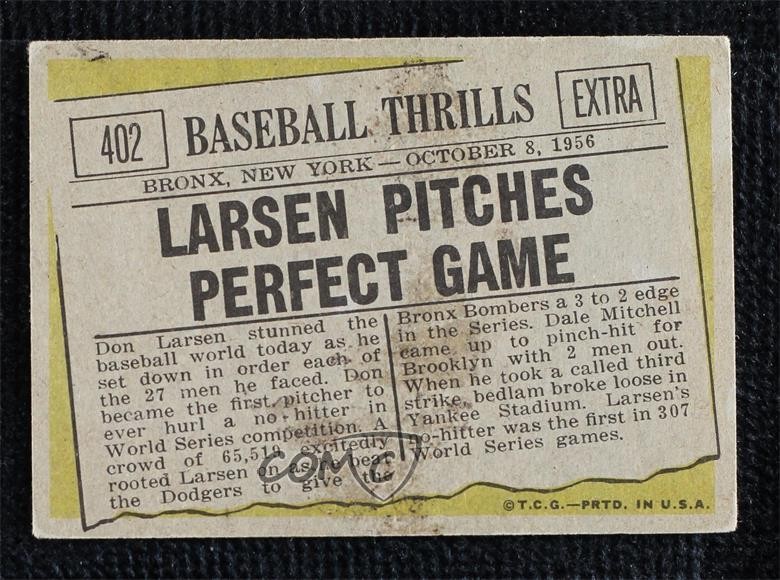 402
BASEBALL THRILLS
EXTRA
BRONX, NEW YORK — OCTOBER 8, 1956
LARSEN PITCHES
PERFECT GAME
Don Larsen stunned the
baseball world today as he
set down in order each of
the 27 men he faced. Don
became the first pitcher to
ever hurl a no-hitter in
World Series competition. A
crowd of 65,519 excitedly
rooted Larsen on as he beat
the Dodgers to give the
Bronx Bombers a 3 to 2 edge
in the Series. Dale Mitchell
came up to pinch-hit for
Brooklyn with 2 men out.
When he took a called third
strike, bedlam broke loose in
Yankee Stadium. Larsen's
no-hitter was the first in 307
World Series games.
COMC
©T.C.G.—PRTD. IN U.S.A.